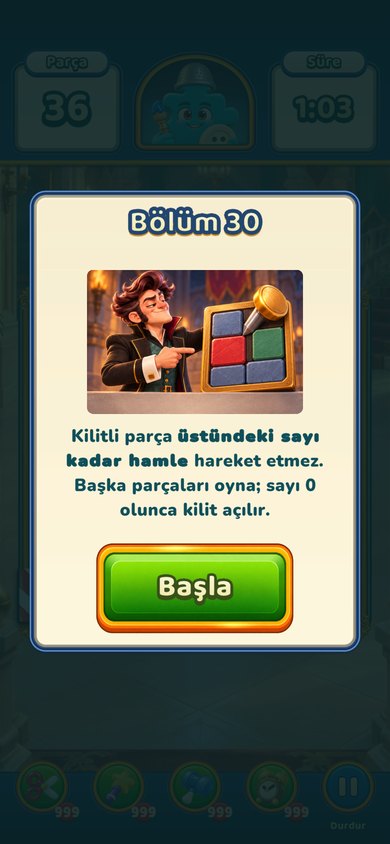 Parça
Süre
36
1:03
Bölüm 30
Kilitli parça üstündeki sayı
kadar hamle hareket etmez.
Başka parçaları oyna; sayı 0
olunca kilit açılır.
Başla
999
999
999
999
Durdur